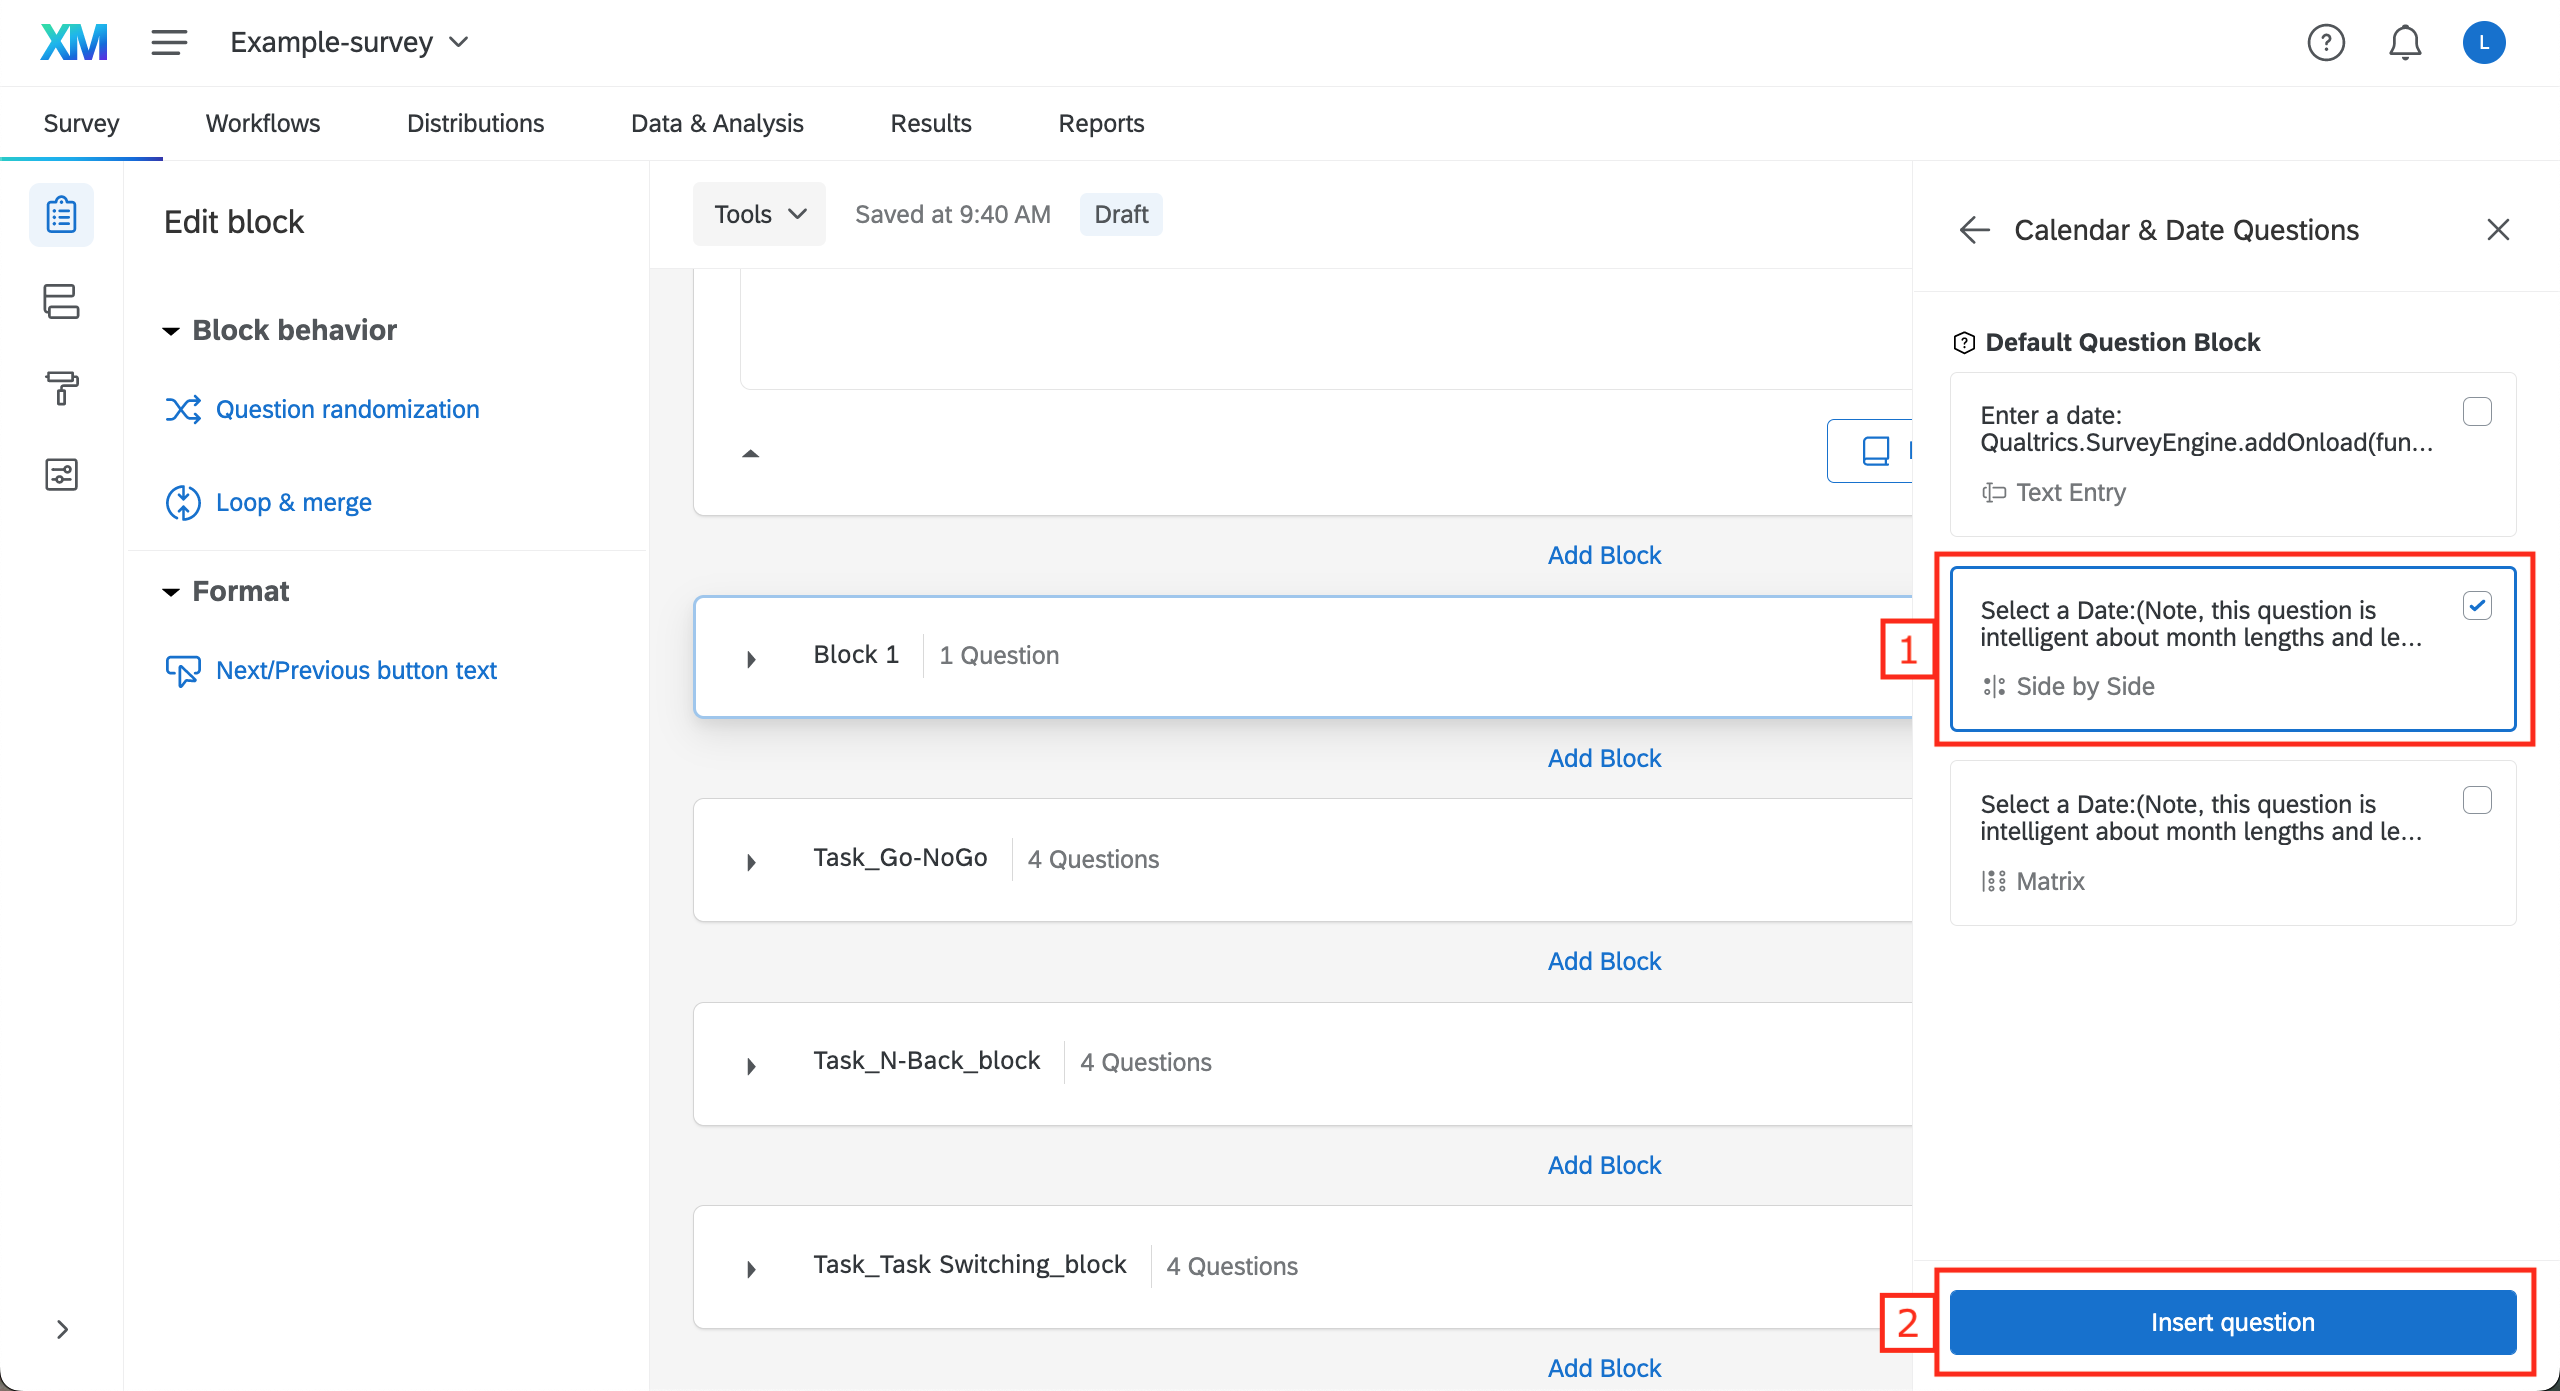 XM
Example-survey
L
Survey
Workflows
Distributions
Data & Analysis
Results
Reports
Edit block
Block behavior
Question randomization
Loop & merge
Format
Next/Previous button text
Tools
Saved at 9:40 AM
Draft
Add Block
Block 1
1 Question
Add Block
Task_Go-NoGo
4 Questions
Add Block
Task_N-Back_block
4 Questions
Add Block
Task_Task Switching_block
4 Questions
Add Block
Calendar & Date Questions
Default Question Block
Enter a date:
Qualtrics.SurveyEngine.addOnload(fun...
Text Entry
1
Select a Date:(Note, this question is
intelligent about month lengths and le...
Side by Side
Select a Date:(Note, this question is
intelligent about month lengths and le...
Matrix
2
Insert question